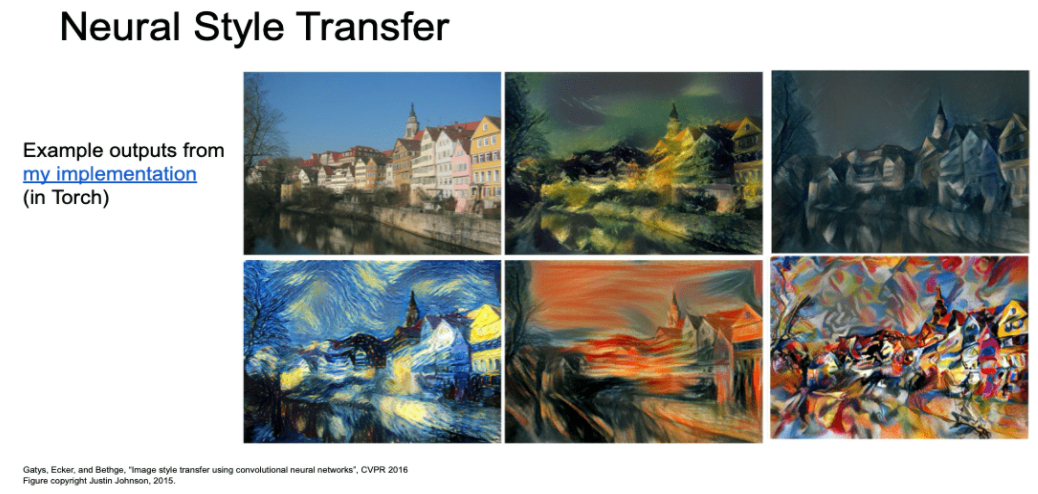 Neural Style Transfer
Example outputs from
my implementation
(in Torch)
Gatys, Ecker, and Bethge, "Image style transfer using convolutional neural networks", CVPR 2016
Figure copyright Justin Johnson, 2015.